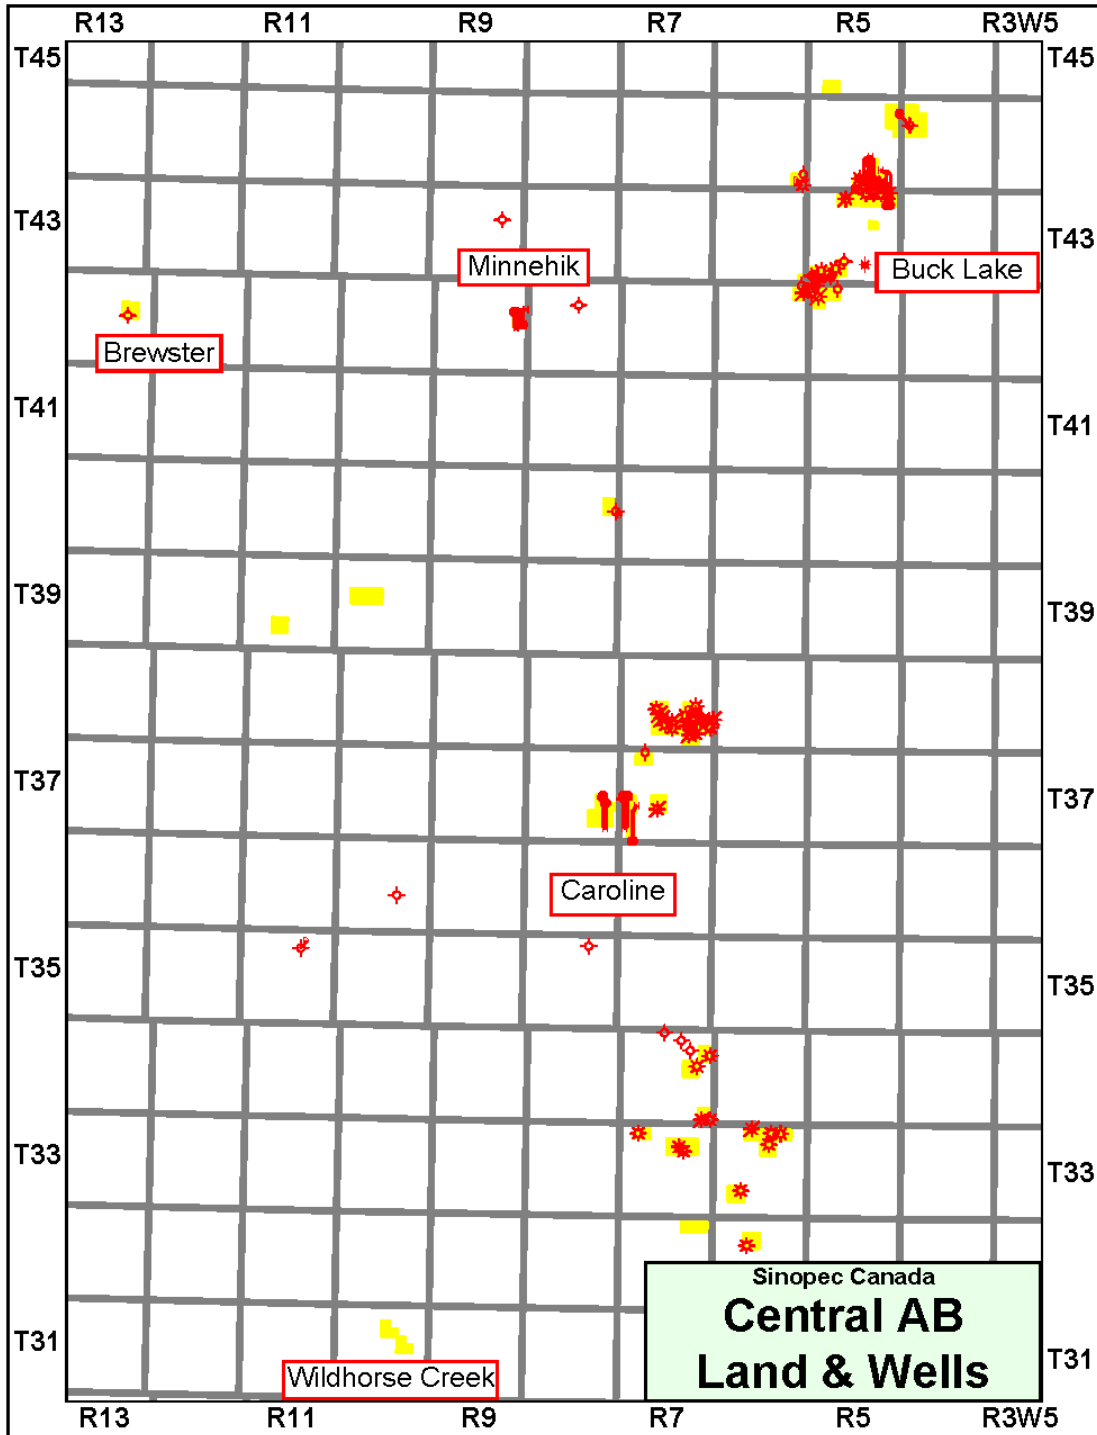 R13 R11 R9 R7 R5 R3W5
T45 T45
T43 T43
Minnehik Buck Lake
Brewster
T41 T41
T39 T39
T37 T37
Caroline
T35 T35
T33 T33
Sinopec Canada
Central AB
T31 T31
Land & Wells
Wildhorse Creek
R13 R11 R9 R7 R5 R3W5